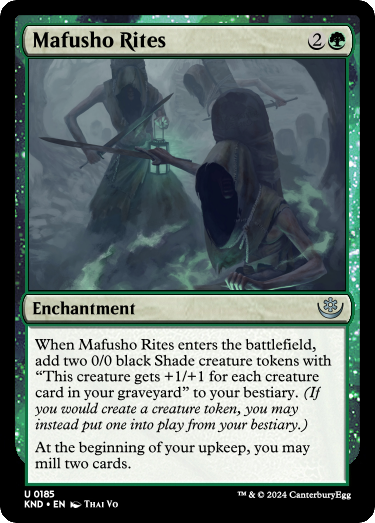 Mafusho Rites 2
Enchantment
When Mafusho Rites enters the battlefield,
add two 0/0 black Shade creature tokens with
“This creature gets +1/+1 for each creature
card in your graveyard” to your bestiary. (If
you would create a creature token, you may
instead put one into play from your bestiary.)
At the beginning of your upkeep, you may
mill two cards.
U 0185
KND • EN Thai Vo
™ & © 2024 CanterburyEgg